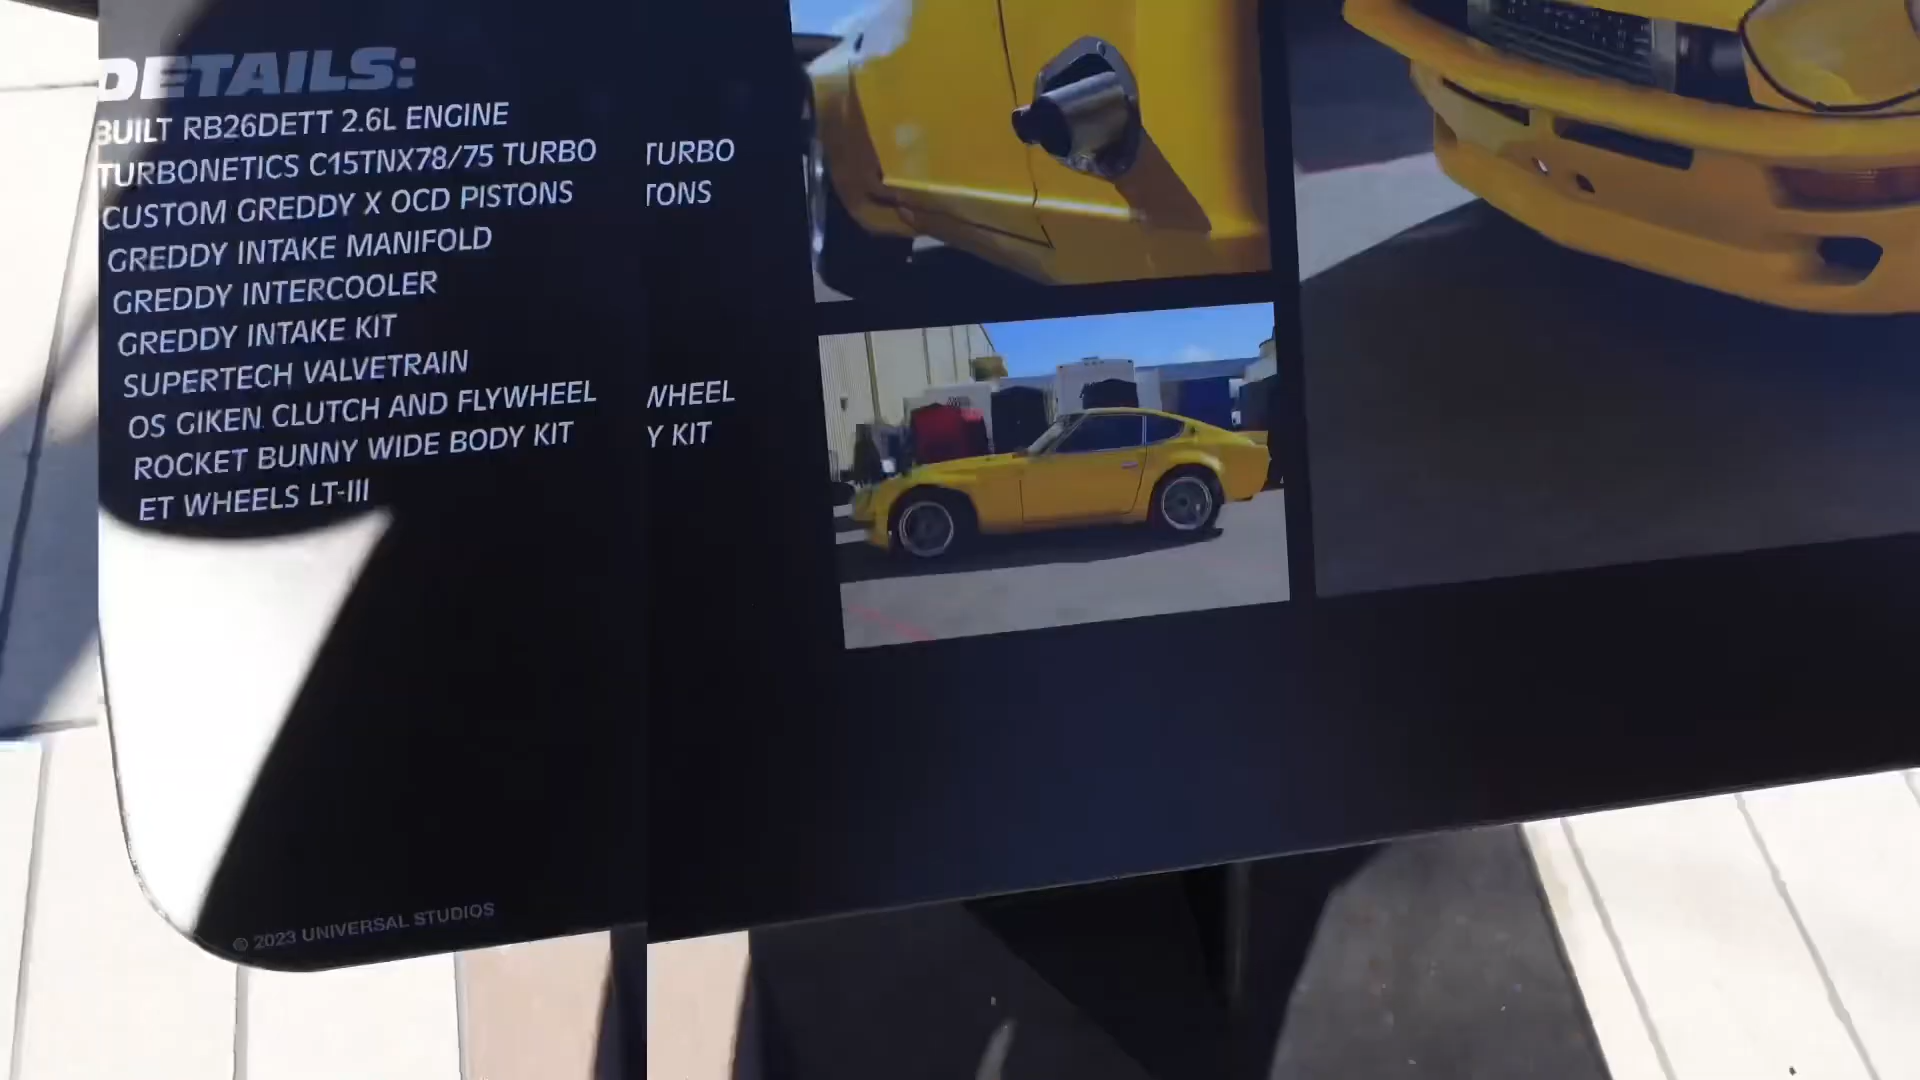 DETAILS:
BUILT RB26DETT 2.6L ENGINE
TURBONETICS C15TNX78/75 TURBO TURBO
CUSTOM GREDDY X OCD PISTONS TONS
GREDDY INTAKE MANIFOLD
GREDDY INTERCOOLER
GREDDY INTAKE KIT
SUPERTECH VALVETRAIN
OS GIKEN CLUTCH AND FLYWHEEL WHEEL
ROCKET BUNNY WIDE BODY KIT Y KIT
ET WHEELS LT-III
© 2023 UNIVERSAL STUDIOS